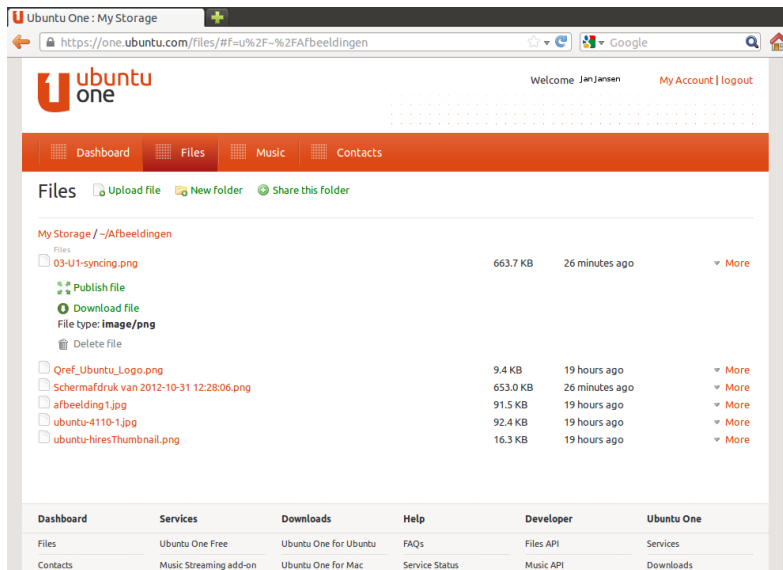 Ubuntu One : My Storage
https://one.ubuntu.com/files/#f=u%2F~%2FAfbeeldingen
Google
ubuntu
one
Welcome Jan Jansen My Account | logout
Dashboard Files Music Contacts
Files Upload file New folder Share this folder
My Storage / ~/Afbeeldingen
Files
03-U1-syncing.png 663.7 KB 26 minutes ago More
Publish file
Download file
File type: image/png
Delete file
Qref_Ubuntu_Logo.png 9.4 KB 19 hours ago More
Schermafdruk van 2012-10-31 12:28:06.png 653.0 KB 26 minutes ago More
afbeelding1.jpg 91.5 KB 19 hours ago More
ubuntu-4110-1.jpg 92.4 KB 19 hours ago More
ubuntu-hiresThumbnail.png 16.3 KB 19 hours ago More
Dashboard Services Downloads Help Developer Ubuntu One
Files Ubuntu One Free Ubuntu One for Ubuntu FAQs Files API Services
Contacts Music Streaming add-on Ubuntu One for Mac Service Status Music API Downloads